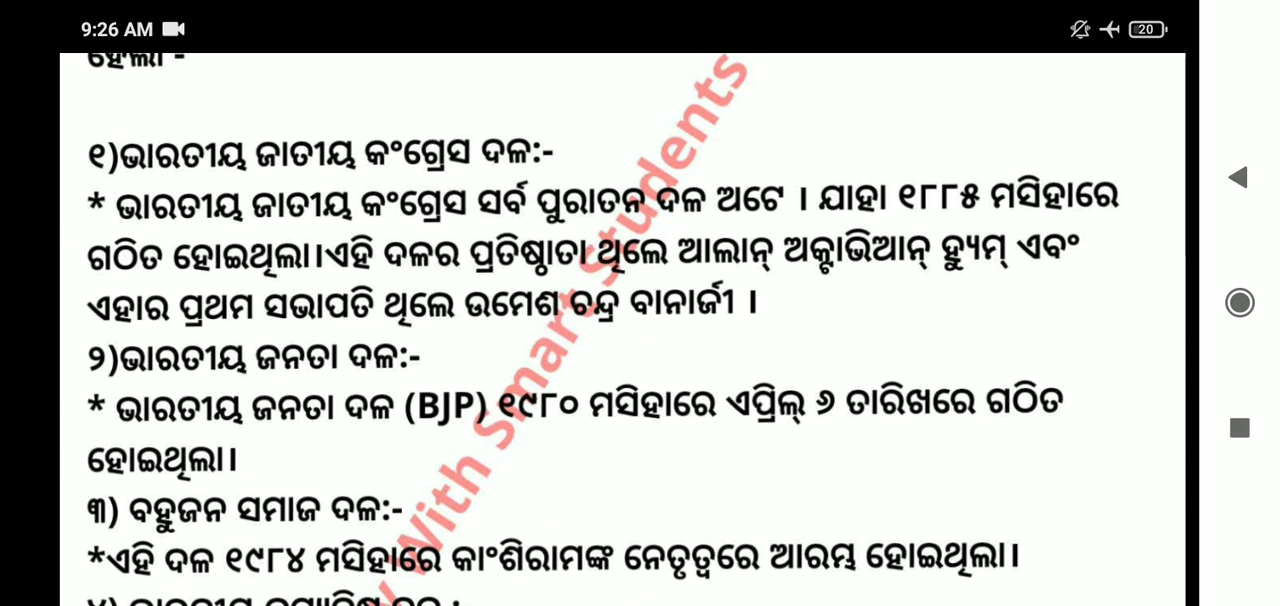 9:26 AM
20
ହେଲା -
୧)ଭାରତୀୟ ଜାତୀୟ କଂଗ୍ରେସ ଦଳ:-
* ଭାରତୀୟ ଜାତୀୟ କଂଗ୍ରେସ ସର୍ବ ପୁରାତନ ଦଳ ଅଟେ । ଯାହା ୧୮୮୫ ମସିହାରେ
ଗଠିତ ହୋଇଥିଲା।ଏହି ଦଳର ପ୍ରତିଷ୍ଠାତା ଥିଲେ ଆଲାନ୍ ଅକ୍ଟାଭିଆନ୍ ହ୍ୟୁମ୍ ଏବଂ
ଏହାର ପ୍ରଥମ ସଭାପତି ଥିଲେ ଉମେଶ ଚନ୍ଦ୍ର ବାନାର୍ଜୀ ।
୨)ଭାରତୀୟ ଜନତା ଦଳ:-
* ଭାରତୀୟ ଜନତା ଦଳ (BJP) ୧୯୮୦ ମସିହାରେ ଏପ୍ରିଲ୍ ୬ ତାରିଖରେ ଗଠିତ
ହୋଇଥିଲା।
୩) ବହୁଜନ ସମାଜ ଦଳ:-
*ଏହି ଦଳ ୧୯୮୪ ମସିହାରେ କାଂଶିରାମଙ୍କ ନେତୃତ୍ୱରେ ଆରମ୍ଭ ହୋଇଥିଲା।
With Smart Students